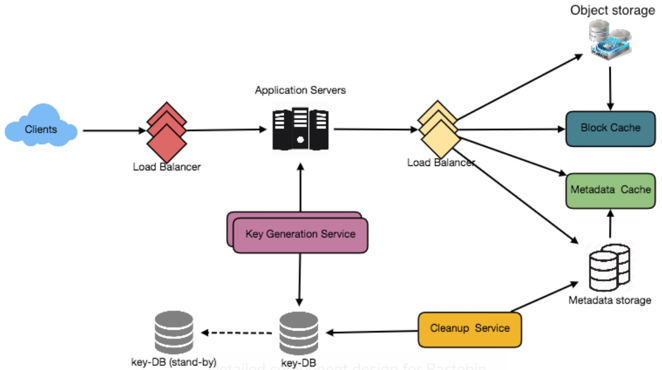 Object storage
Application Servers
Clients
Block Cache
Load Balancer
Load Balancer
Metadata Cache
Key Generation Service
Metadata storage
Cleanup Service
key-DB (stand-by)
key-DB